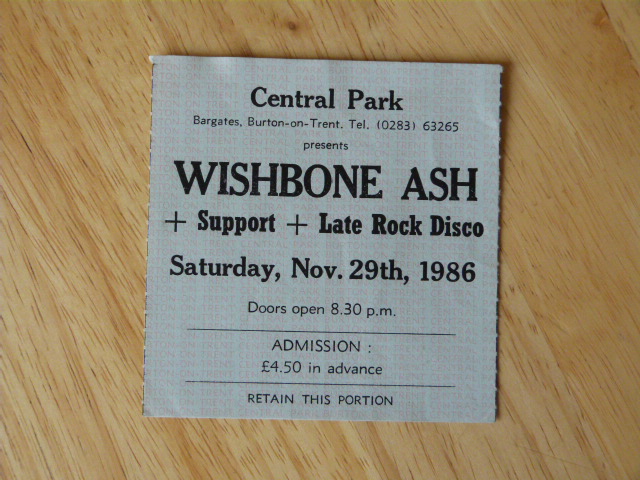 Central Park
Bargates, Burton-on-Trent. Tel. (0283) 63265
presents
WISHBONE ASH
+ Support + Late Rock Disco
Saturday, Nov. 29th, 1986
Doors open 8.30 p.m.
ADMISSION :
£4.50 in advance
RETAIN THIS PORTION